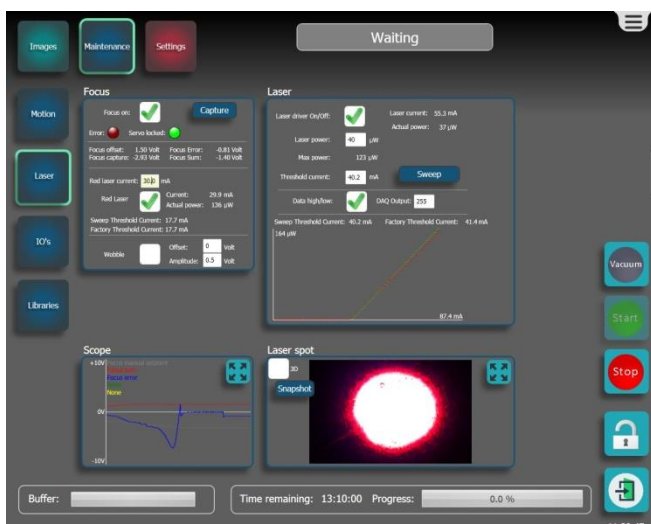 Images
Maintenance
Settings
Waiting
Motion
Laser
IO's
Libraries
Focus
Focus on:
Capture
Error:
Servo locked:
Focus offset: 1.50 Volt Focus Error: -0.81 Volt
Focus capture: -2.93 Volt Focus Sum: -1.40 Volt
Red laser current: 30.0 mA
Red Laser
Current: 29.9 mA
Actual power: 136 µW
Sweep Threshold Current: 17.7 mA
Factory Threshold Current: 17.7 mA
Wobble
Offset: 0 Volt
Amplitude: 0.5 Volt
Laser
Laser driver On/Off:
Laser current: 55.3 mA
Actual power: 37 µW
Laser power: 40 µW
Max power: 123 µW
Threshold current: 40.2 mA
Sweep
Data high/low:
DAQ Output: 255
Sweep Threshold Current: 40.2 mA Factory Threshold Current: 41.4 mA
164 µW
87.4 mA
Scope
+10V
Focus error
None
0V
-10V
Laser spot
3D
Snapshot
Vacuum
Start
Stop
Buffer:
Time remaining: 13:10:00 Progress: 0.0 %